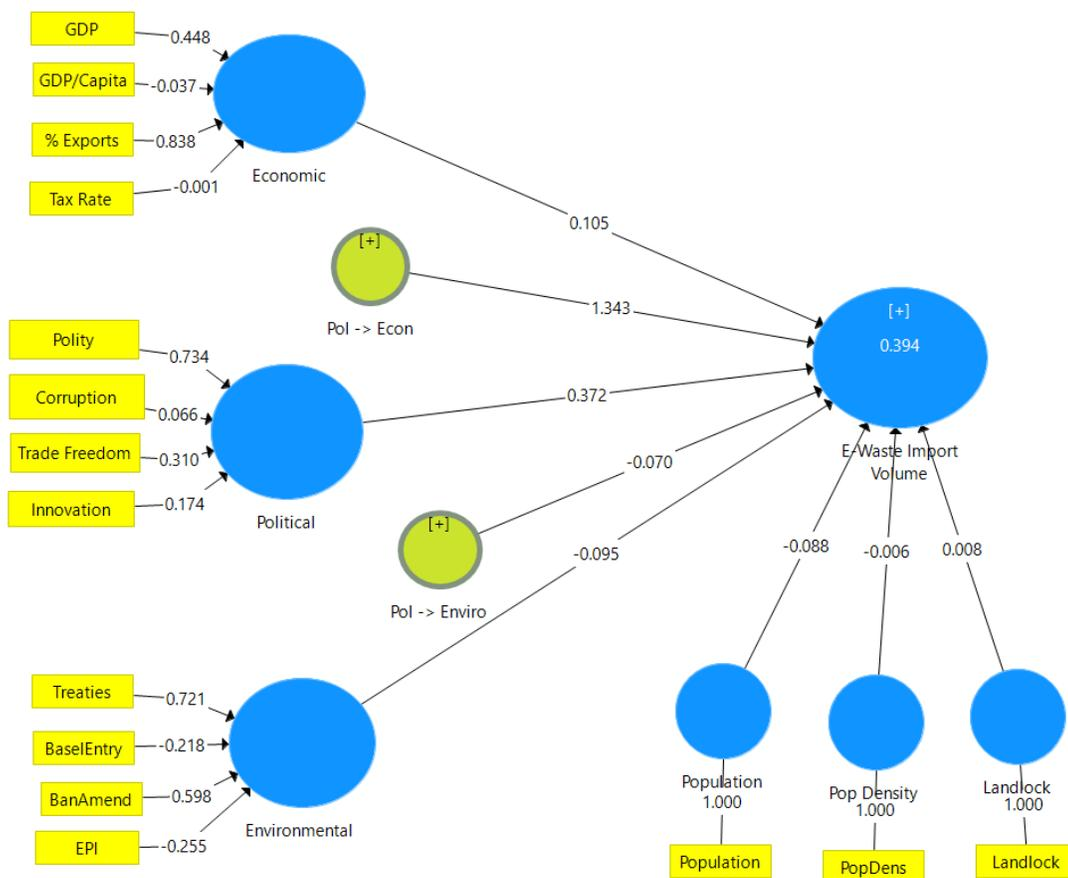 GDP
0.448
GDP/Capita
-0.037
% Exports
0.838
Tax Rate
-0.001
Economic
0.105
[+]
Pol -> Econ
1.343
[+]
0.394
E-Waste Import
Volume
Polity
0.734
Corruption
0.066
Trade Freedom
0.310
Innovation
0.174
Political
0.372
[+]
Pol -> Enviro
-0.070
-0.095
Treaties
0.721
BaselEntry
-0.218
BanAmend
0.598
EPI
-0.255
Environmental
-0.088
-0.006
0.008
Population
1.000
Population
Pop Density
1.000
PopDens
Landlock
1.000
Landlock